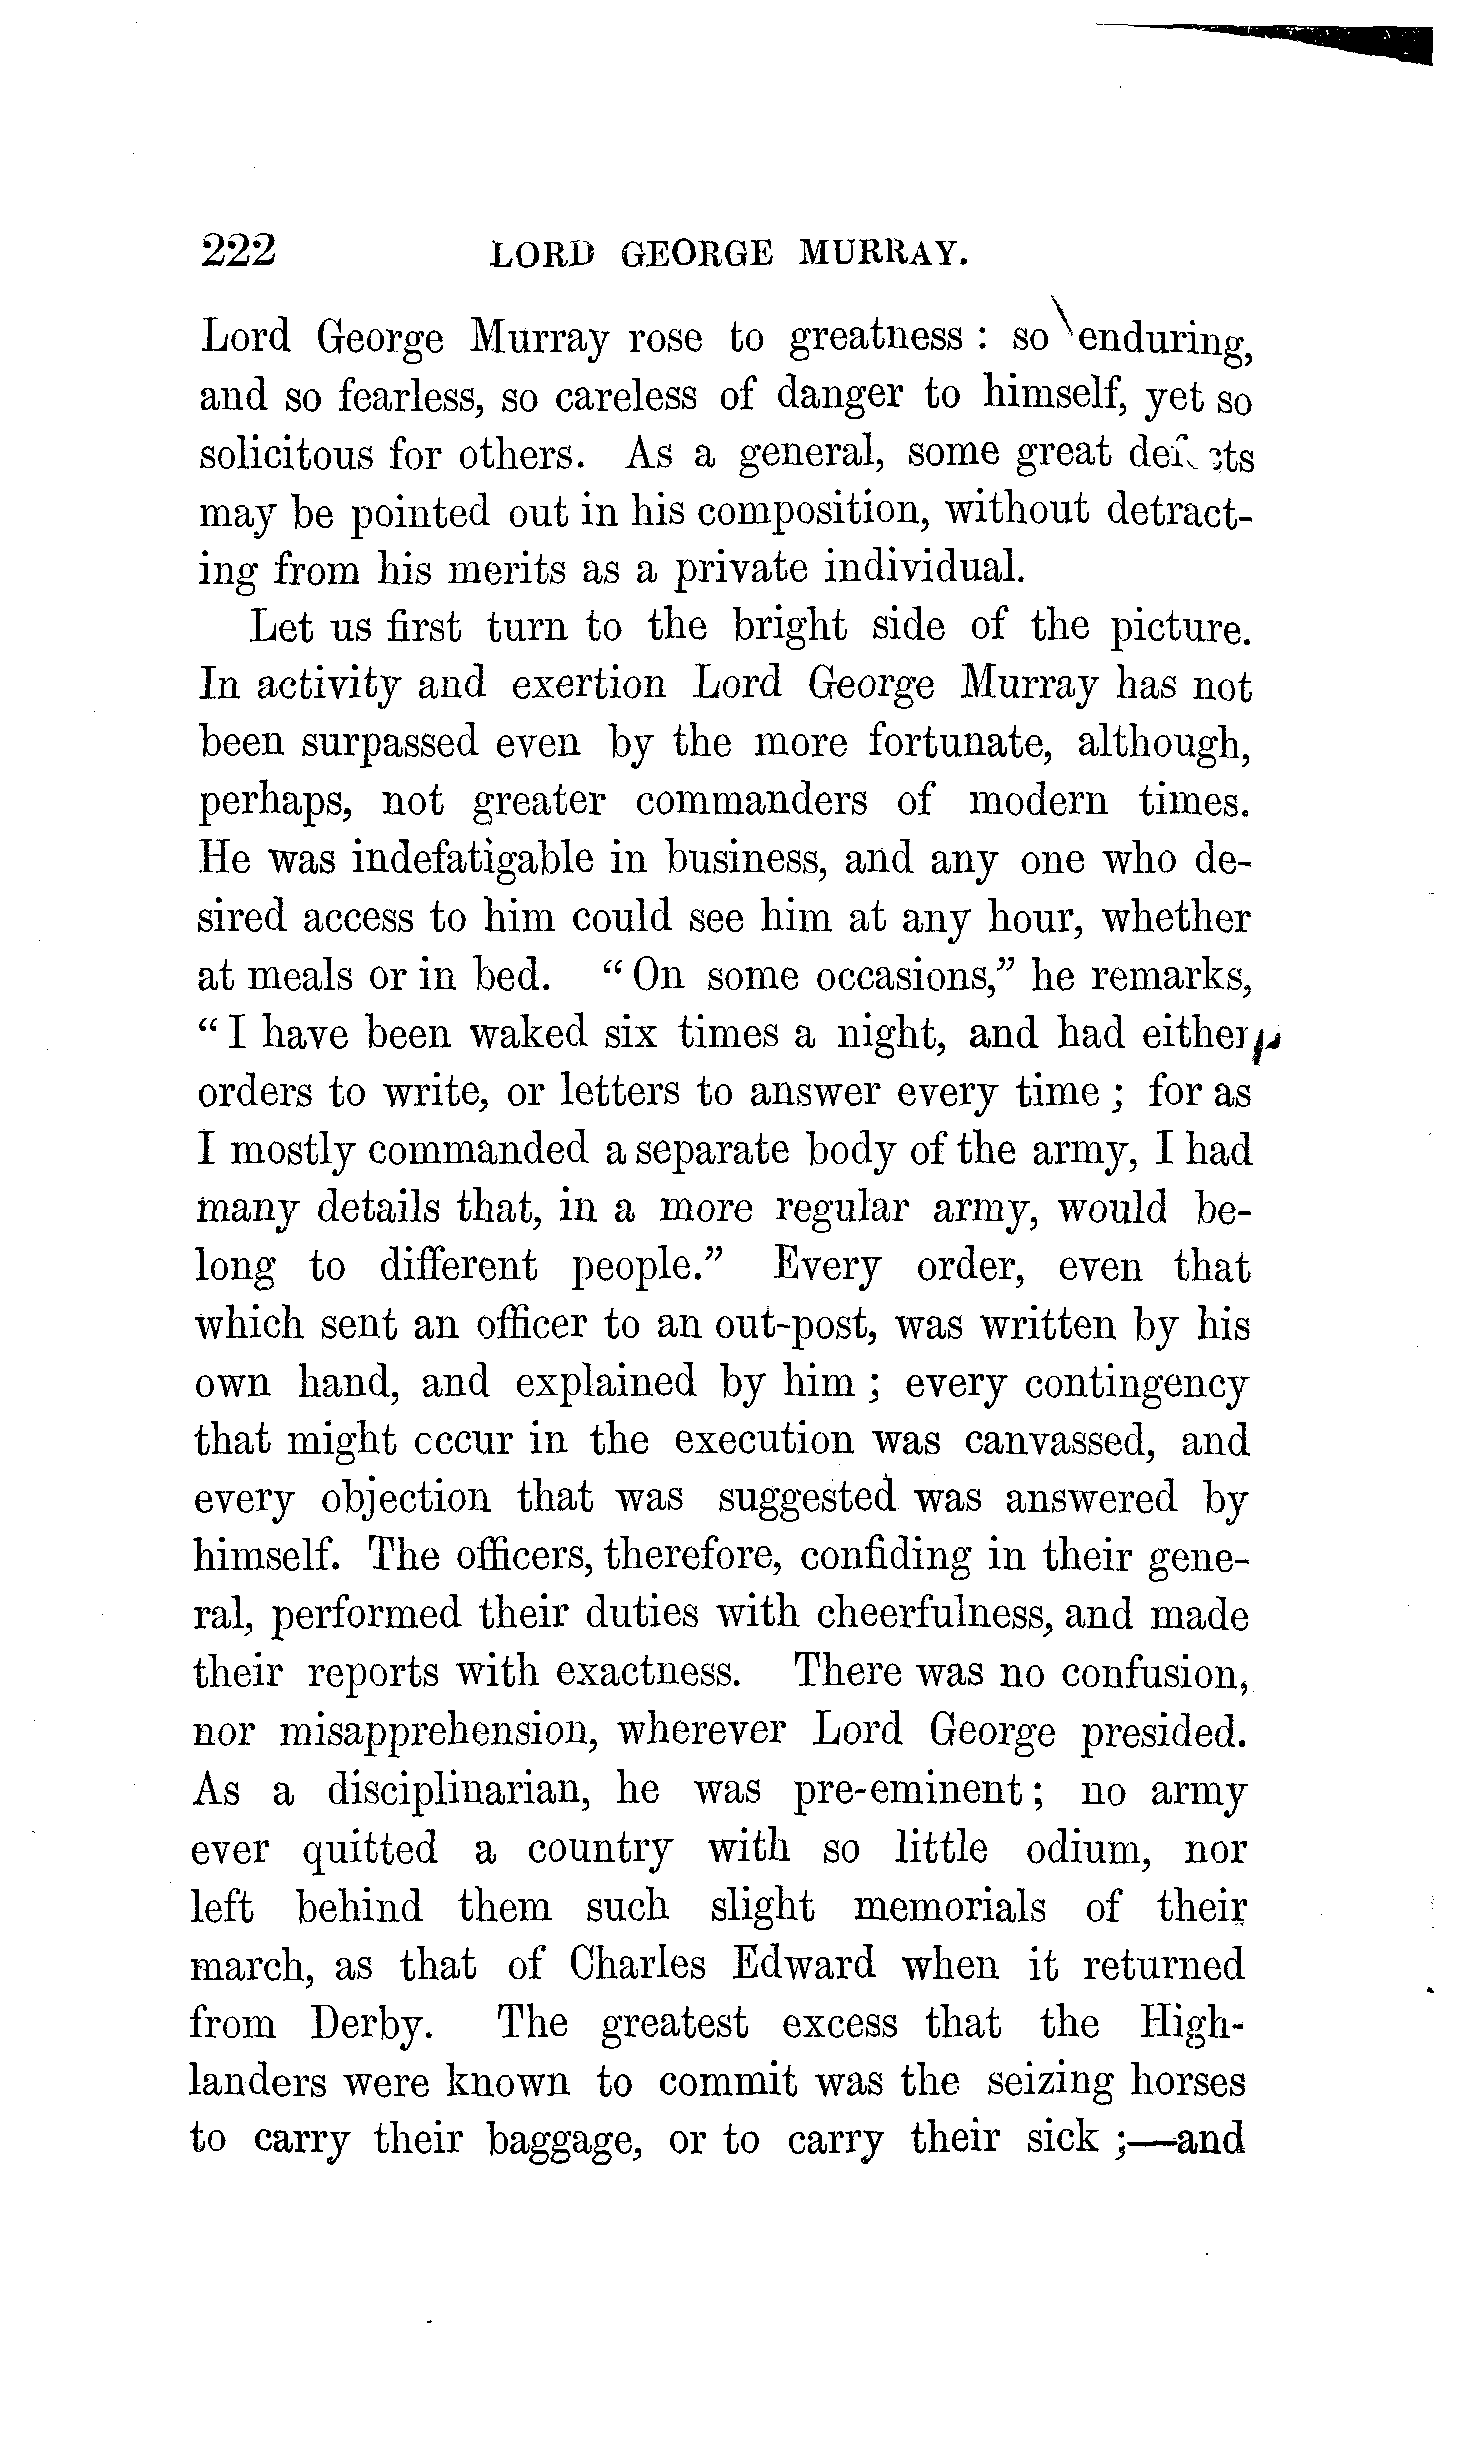 222 LORD GEORGE MURRAY.
Lord George Murray rose to greatness : so enduring,
and so fearless, so careless of danger to himself, yet so
solicitous for others. As a general, some great
may be pointed out in his composition, without detract-
ing from his merits as a private individual.
Let us first turn to the bright side of the picture.
In activity and exertion Lord George Murray has not
been surpassed even by the more fortunate, although,
perhaps, not greater commanders of modern times.
He was indefatigable in business, and any one who de-
sired access to him could see him at any hour, whether
at meals or in bed. “ On some occasions,” he remarks,
“ I have been waked six times a night, and had either
orders to write, or letters to answer every time ; for as
I mostly commanded a separate body of the army, I had
many details that, in a more regular army, would be-
long to different people.” Every order, even that
which sent an officer to an out-post, was written by his
own hand, and explained by him ; every contingency
that might cccur in the execution was canvassed, and
every objection that was suggested was answered by
himself. The officers, therefore, confiding in their gene-
ral, performed their duties with cheerfulness, and made
their reports with exactness. There was no confusion,
nor misapprehension, wherever Lord George presided.
As a disciplinarian, he was pre-eminent ; no army
ever quitted a country with so little odium, nor
left behind them such slight memorials of their
march, as that of Charles Edward when it returned
from Derby. The greatest excess that the High-
landers were known to commit was the seizing horses
to carry their baggage, or to carry their sick ;—and